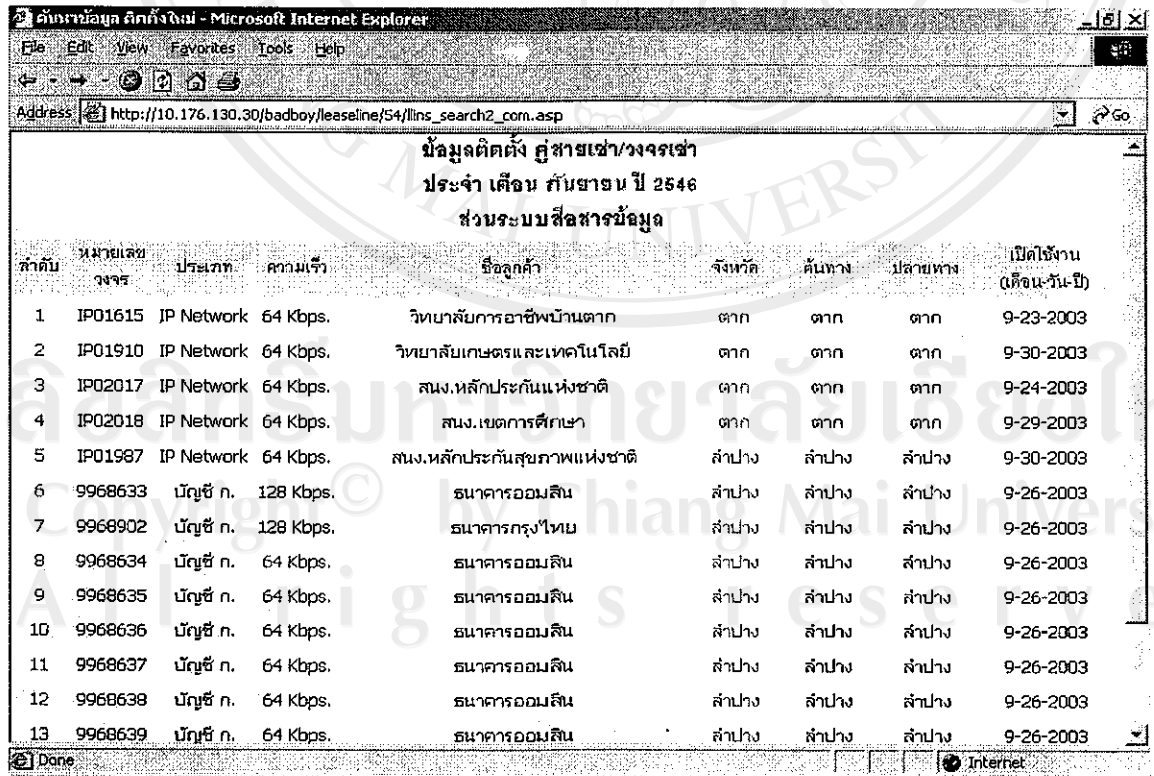 ค้นหาข้อมูล ติดตั้งใหม่ - Microsoft Internet Explorer
File Edit View Favorites Tools Help
Address http://10.176.130.30/badboy/leaseline/54/llins_search2_com.asp Go
ข้อมูลติดตั้ง คู่สายเช่า/วงจรเช่า
ประจำ เดือน กันยายน ปี 2546
ส่วนระบบสื่อสารข้อมูล
ลำดับ หมายเลขวงจร ประเภท ความเร็ว ชื่อลูกค้า จังหวัด ต้นทาง ปลายทาง เปิดใช้งาน (เดือน-วัน-ปี)
1 IP01615 IP Network 64 Kbps. วิทยาลัยการอาชีพบ้านตาก ตาก ตาก ตาก 9-23-2003
2 IP01910 IP Network 64 Kbps. วิทยาลัยเกษตรและเทคโนโลยี ตาก ตาก ตาก 9-30-2003
3 IP02017 IP Network 64 Kbps. สนง.หลักประกันแห่งชาติ ตาก ตาก ตาก 9-24-2003
4 IP02018 IP Network 64 Kbps. สนง.เขตการศึกษา ตาก ตาก ตาก 9-29-2003
5 IP01987 IP Network 64 Kbps. สนง.หลักประกันสุขภาพแห่งชาติ ลำปาง ลำปาง ลำปาง 9-30-2003
6 9968633 บัญชี ก. 128 Kbps. ธนาคารออมสิน ลำปาง ลำปาง ลำปาง 9-26-2003
7 9968902 บัญชี ก. 128 Kbps. ธนาคารกรุงไทย ลำปาง ลำปาง ลำปาง 9-26-2003
8 9968634 บัญชี ก. 64 Kbps. ธนาคารออมสิน ลำปาง ลำปาง ลำปาง 9-26-2003
9 9968635 บัญชี ก. 64 Kbps. ธนาคารออมสิน ลำปาง ลำปาง ลำปาง 9-26-2003
10 9968636 บัญชี ก. 64 Kbps. ธนาคารออมสิน ลำปาง ลำปาง ลำปาง 9-26-2003
11 9968637 บัญชี ก. 64 Kbps. ธนาคารออมสิน ลำปาง ลำปาง ลำปาง 9-26-2003
12 9968638 บัญชี ก. 64 Kbps. ธนาคารออมสิน ลำปาง ลำปาง ลำปาง 9-26-2003
13 9968639 บัญชี ก. 64 Kbps. ธนาคารออมสิน ลำปาง ลำปาง ลำปาง 9-26-2003
Done Internet
MAI UNIVERSIT
Copyright © by Chiang Mai Univers
All rights reserve